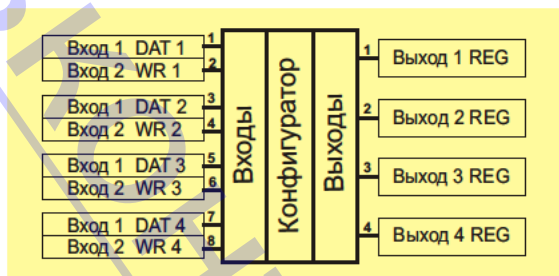 Вход 1 DAT 1 1
Вход 2 WR 1 2
Вход 1 DAT 2 3
Вход 2 WR 2 4
Вход 1 DAT 3 5
Вход 2 WR 3 6
Вход 1 DAT 4 7
Вход 2 WR 4 8
Входы
Конфигуратор
Выходы
1 Выход 1 REG
2 Выход 2 REG
3 Выход 3 REG
4 Выход 4 REG